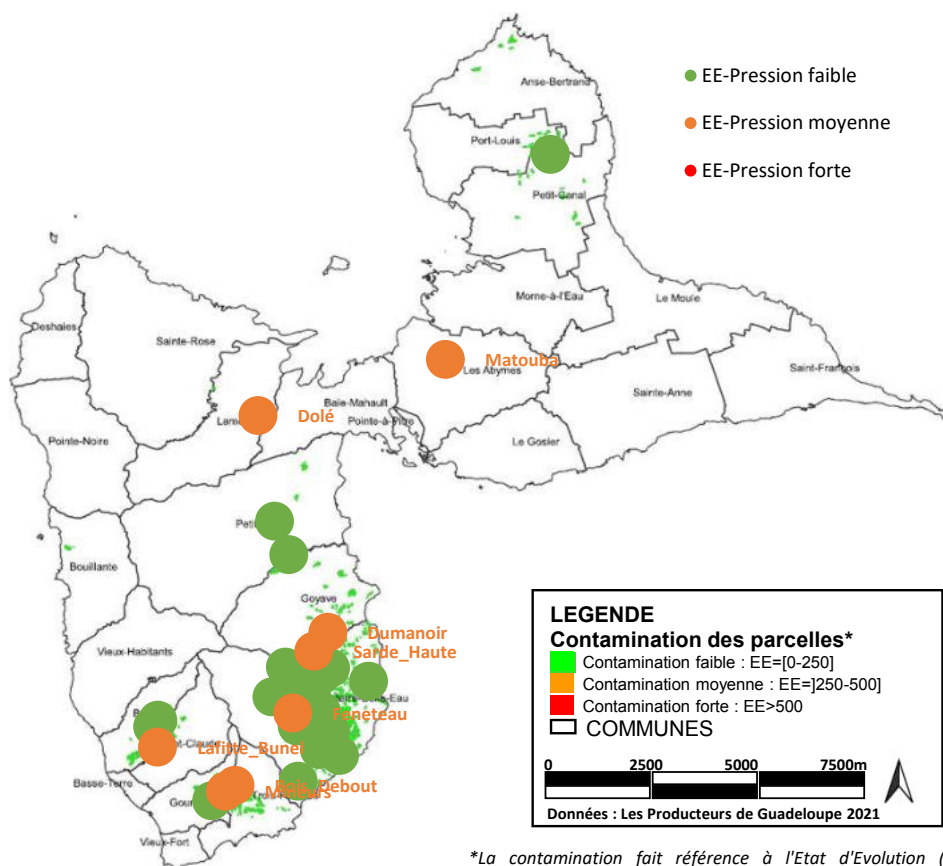 EE-Pression faible
EE-Pression moyenne
EE-Pression forte
Anse-Bertrand
Port-Louis
Petit-Canal
Morne-à-l'Eau
Le Moule
Deshaies
Sainte-Rose
Matouba
Les Abymes
Saint-François
Sainte-Anne
Baie-Mahault
Dolé
Lam
Pointe-à-Pitre
Le Gosier
Pointe-Noire
Peti
Bouillante
Goyave
Dumanoir
Sarde_Haute
Vieux-Habitants
Foneteau
Lafitte_Bunel
Basse-Terre
Bois_Debout
Gou
Vieux-Fort
LEGENDE
Contamination des parcelles*
Contamination faible : EE=[0-250]
Contamination moyenne : EE=]250-500]
Contamination forte : EE>500
COMMUNES
0 2500 5000 7500m
Données : Les Producteurs de Guadeloupe 2021
*La contamination fait référence à l'Etat d'Evolution (